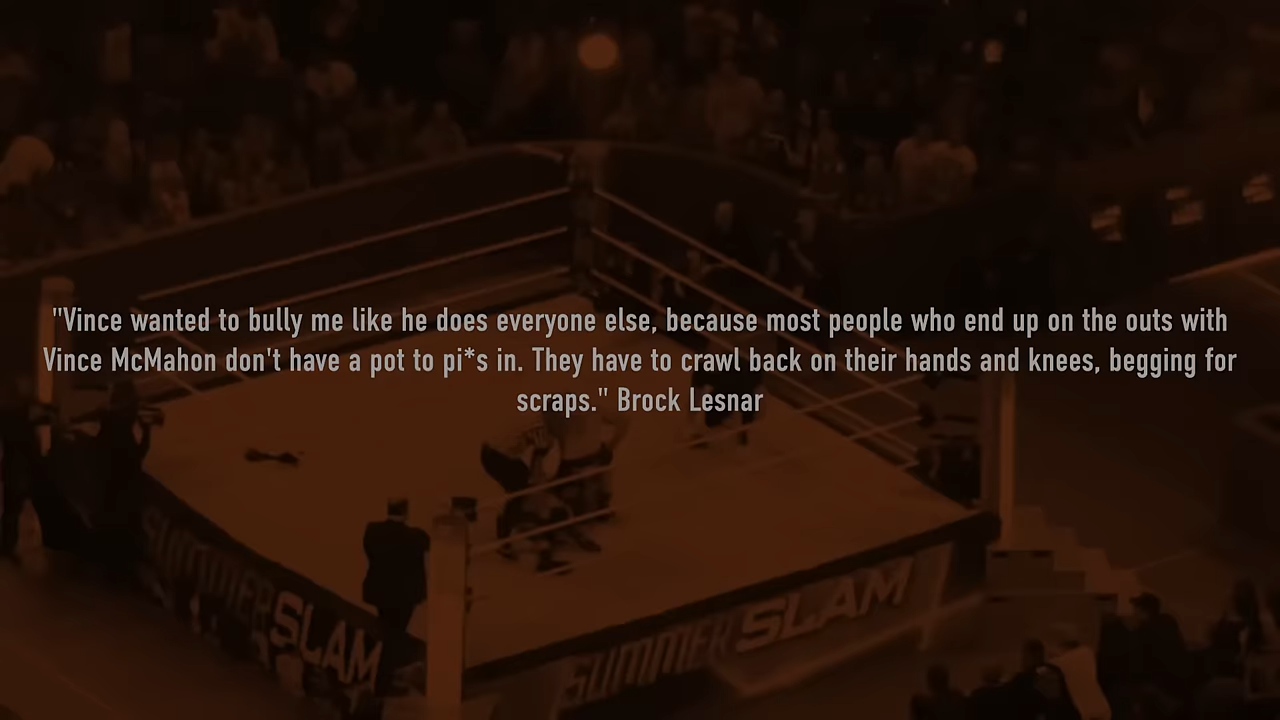 "Vince wanted to bully me like he does everyone else, because most people who end up on the outs with
Vince McMahon don't have a pot to pi*s in. They have to crawl back on their hands and knees, begging for
scraps." Brock Lesnar
SUMMERSLAM
SUMMERSLAM